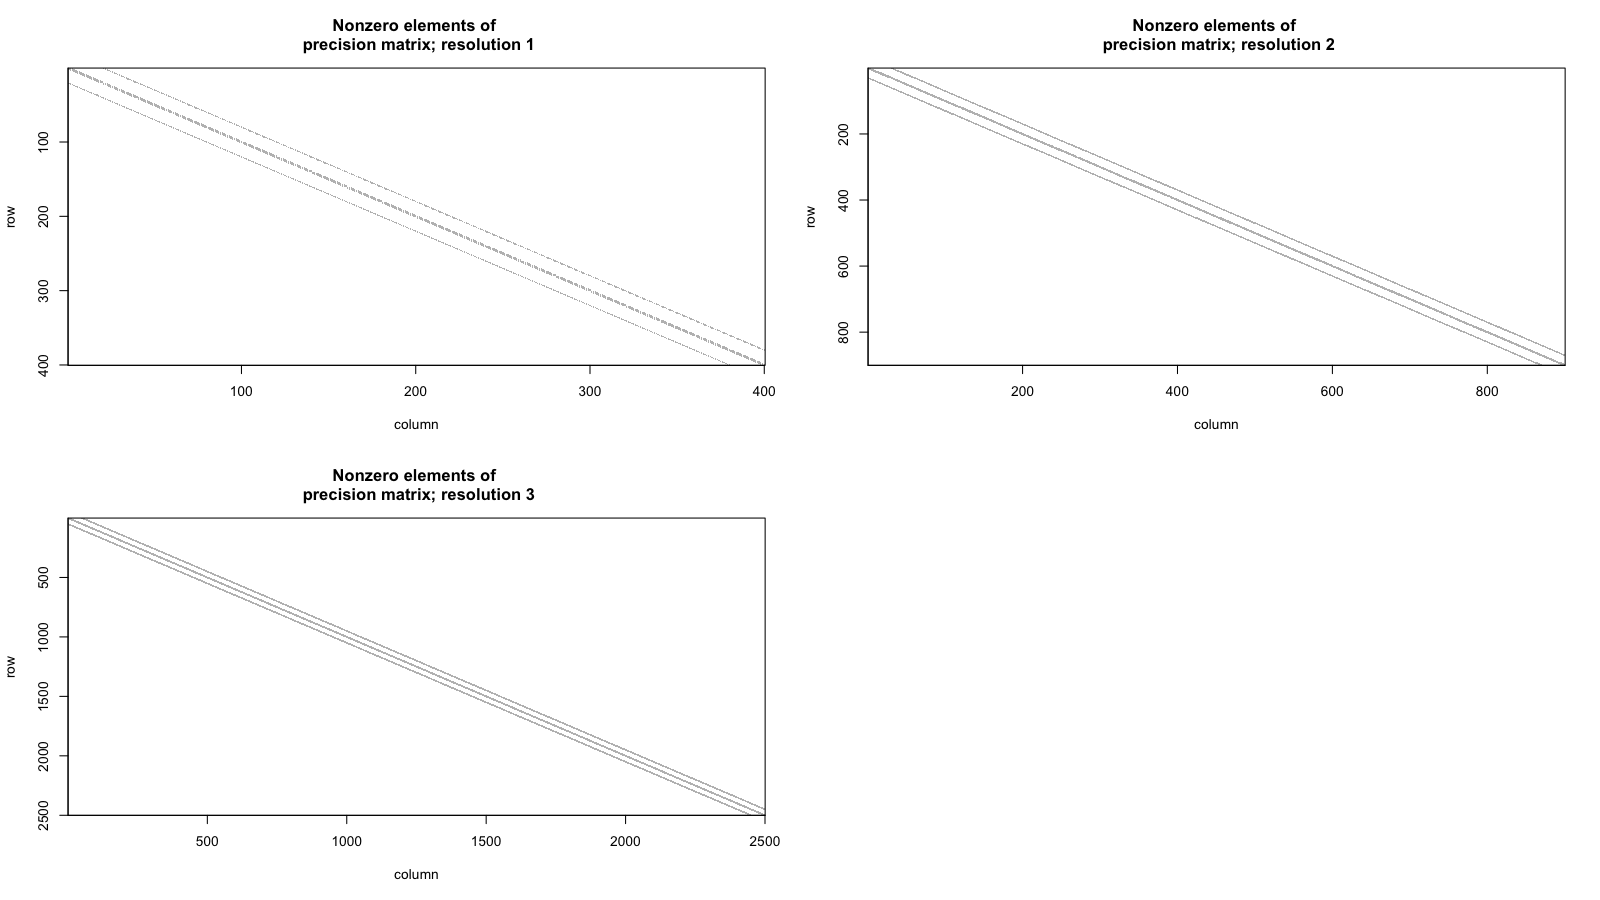 Nonzero elements of
precision matrix; resolution 1
row
100
200
300
400
100
200
300
400
column
Nonzero elements of
precision matrix; resolution 2
row
200
400
600
800
200
400
600
800
column
Nonzero elements of
precision matrix; resolution 3
row
500
1000
1500
2000
2500
500
1000
1500
2000
2500
column